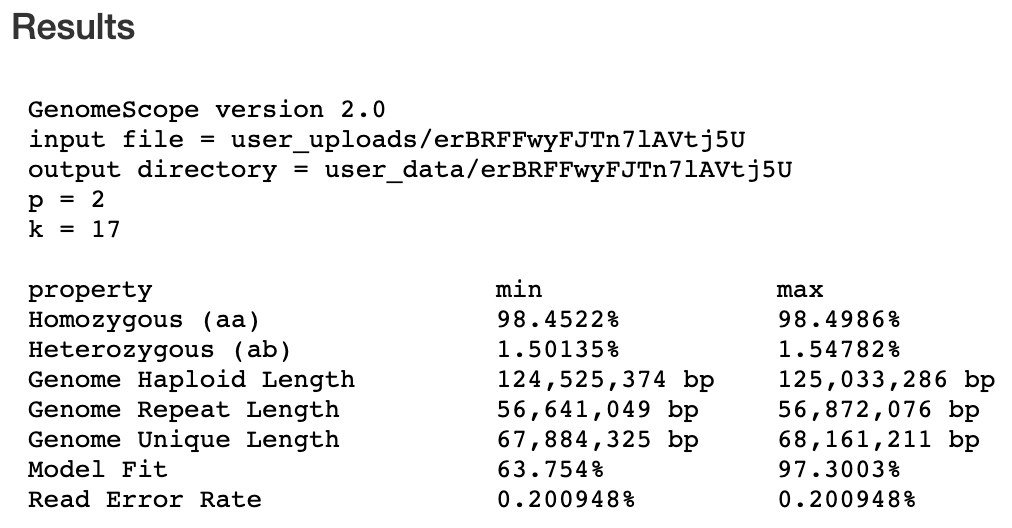 Results
GenomeScope version 2.0
input file = user_uploads/erBRFFwyFJTn7lAVtj5U
output directory = user_data/erBRFFwyFJTn7lAVtj5U
p = 2
k = 17
property min max
Homozygous (aa) 98.4522% 98.4986%
Heterozygous (ab) 1.50135% 1.54782%
Genome Haploid Length 124,525,374 bp 125,033,286 bp
Genome Repeat Length 56,641,049 bp 56,872,076 bp
Genome Unique Length 67,884,325 bp 68,161,211 bp
Model Fit 63.754% 97.3003%
Read Error Rate 0.200948% 0.200948%